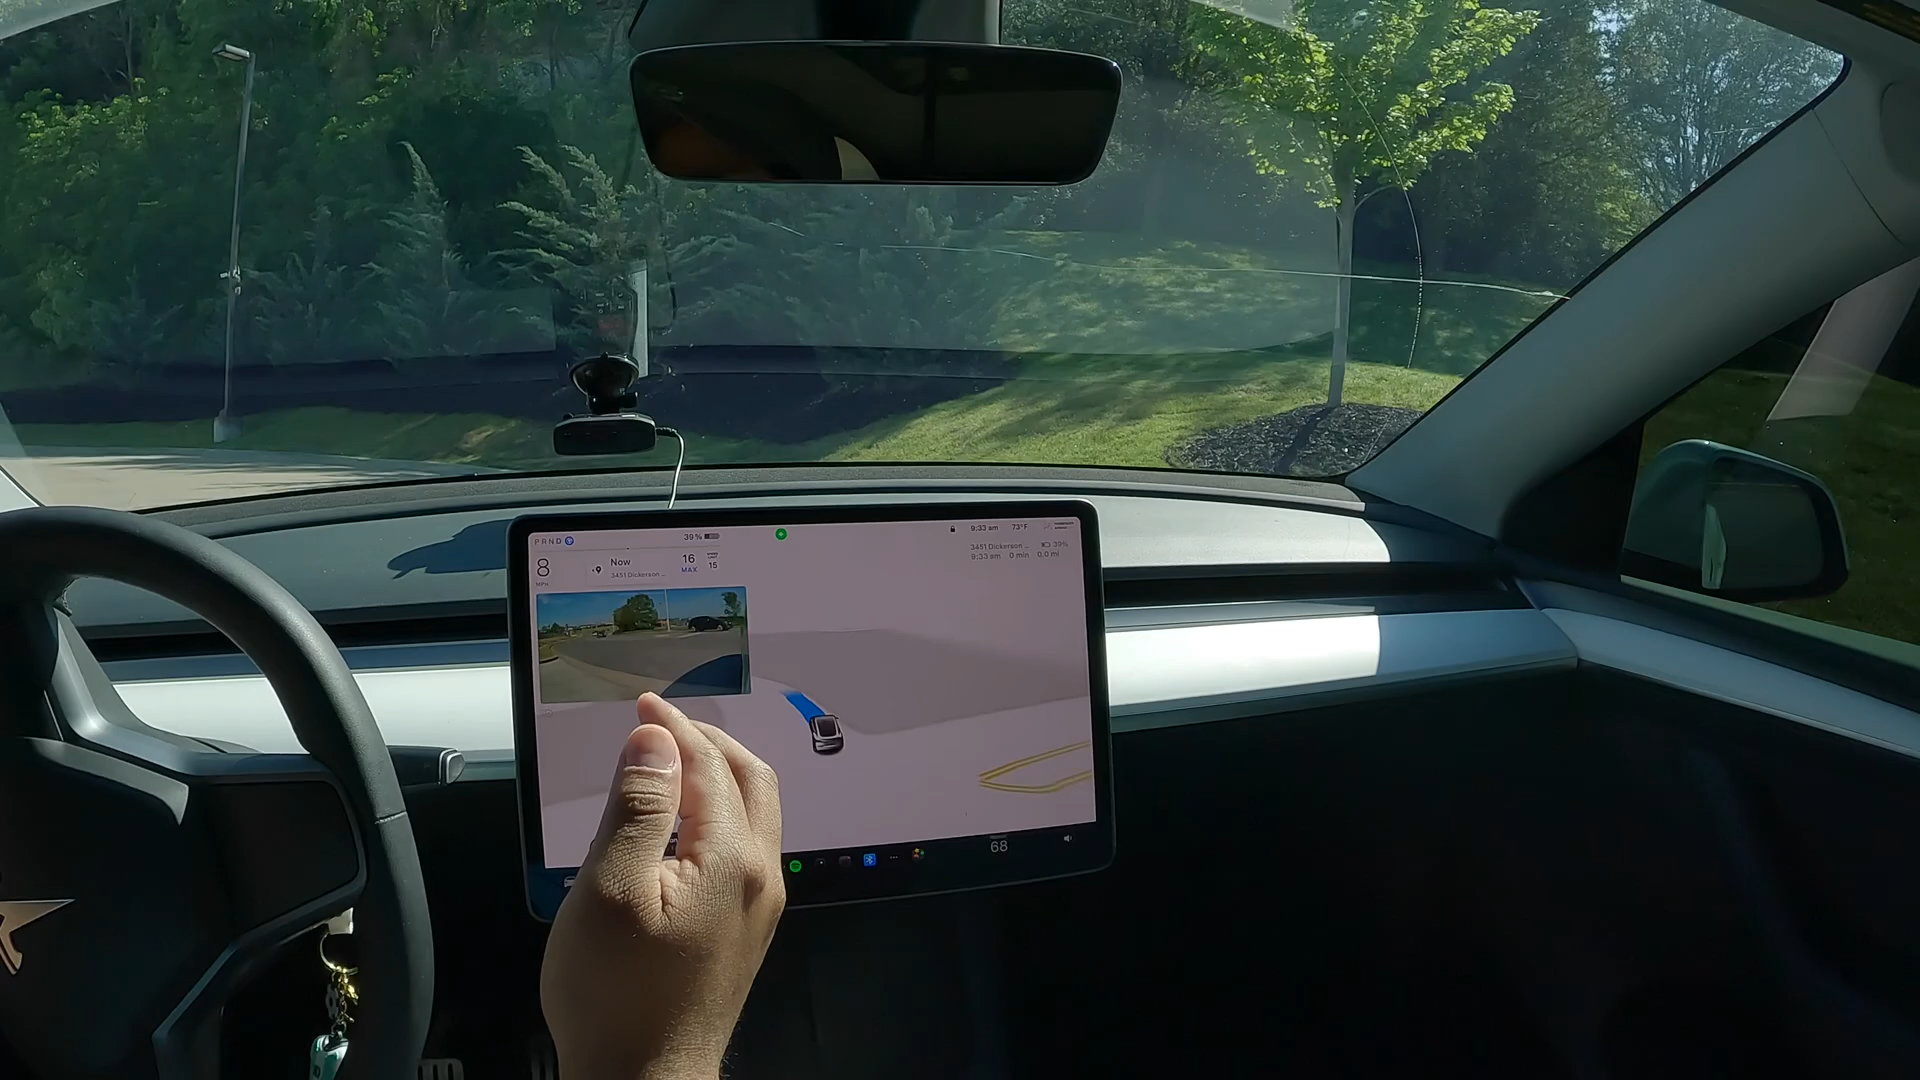 PRND
39%
9:33 am 73°F
8
MPH
Now
3451 Dickerson ...
16
MAX
15
3451 Dickerson ... 39%
9:33 am 0 min 0.0 mi
68